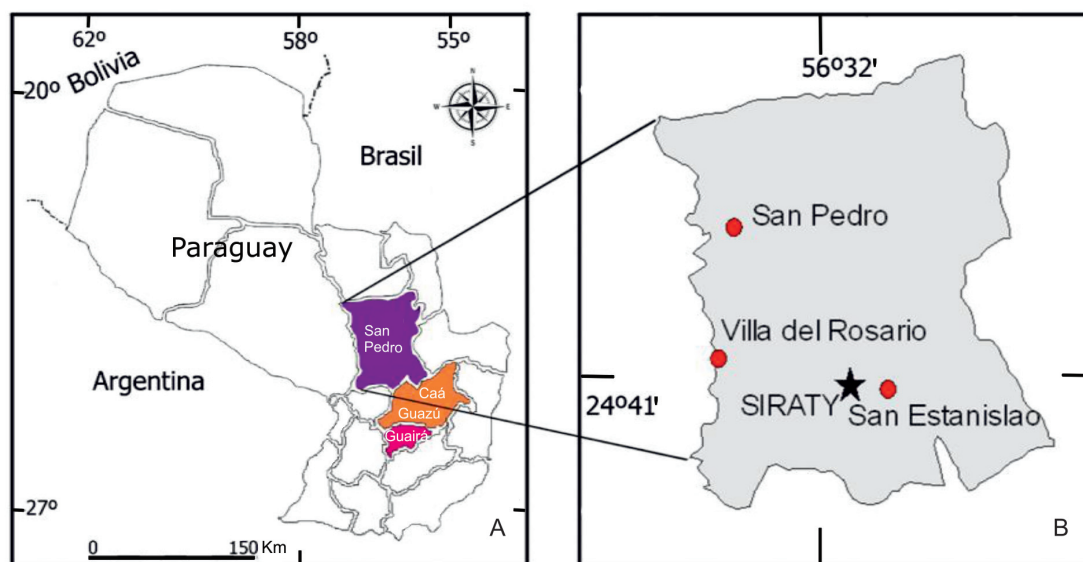 62º
58º
55º
20º
Bolivia
N
W
E
S
Brasil
Paraguay
San
Pedro
Argentina
Caá
Guazú
Guairá
27º
0
150 Km
A
56º32'
San Pedro
Villa del Rosario
24º41'
SIRATY
San Estanislao
B